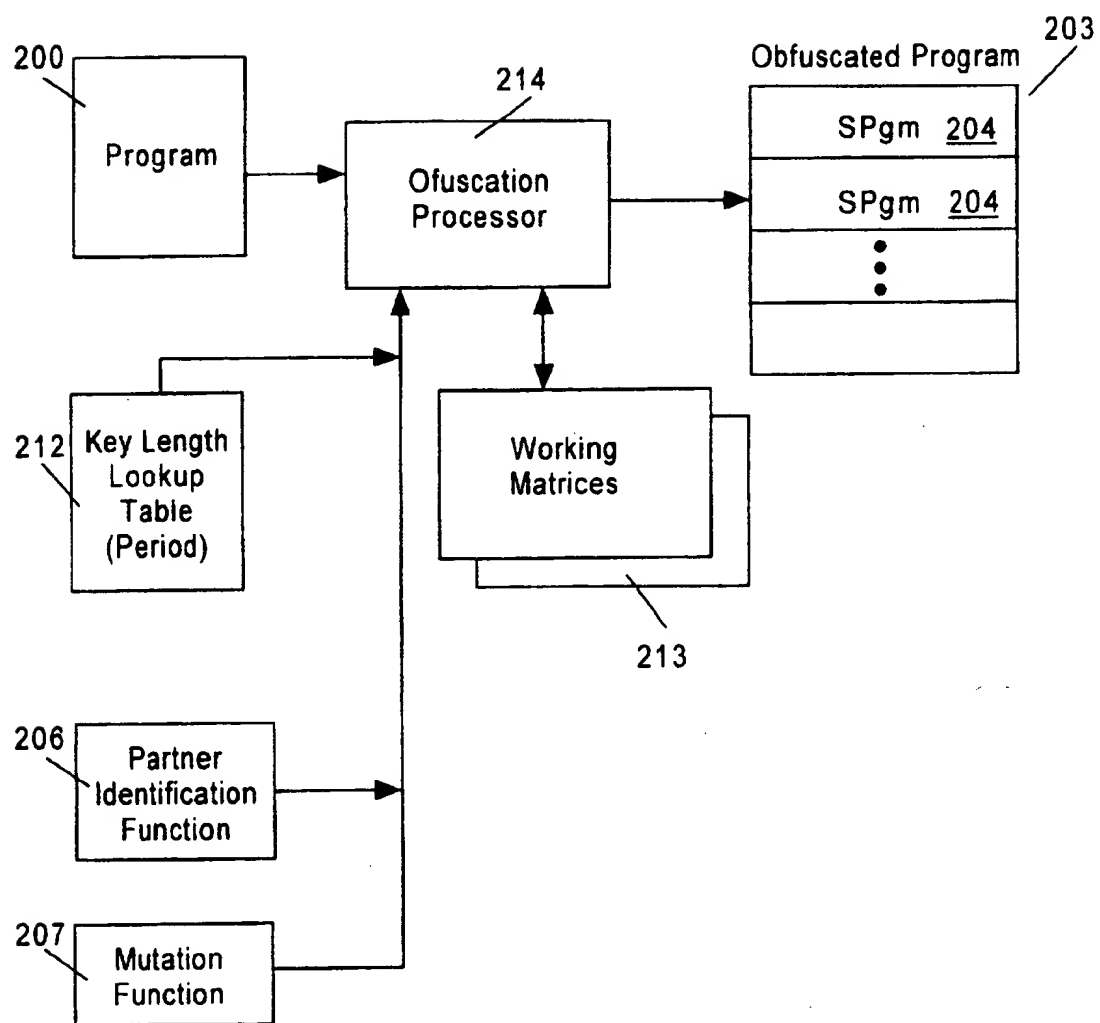 203
200
Obfuscated Program
214
SPgm 204
Program
Ofuscation
Processor
SPgm 204
212
Key Length
Lookup
Table
(Period)
Working
Matrices
213
206
Partner
Identification
Function
207
Mutation
Function